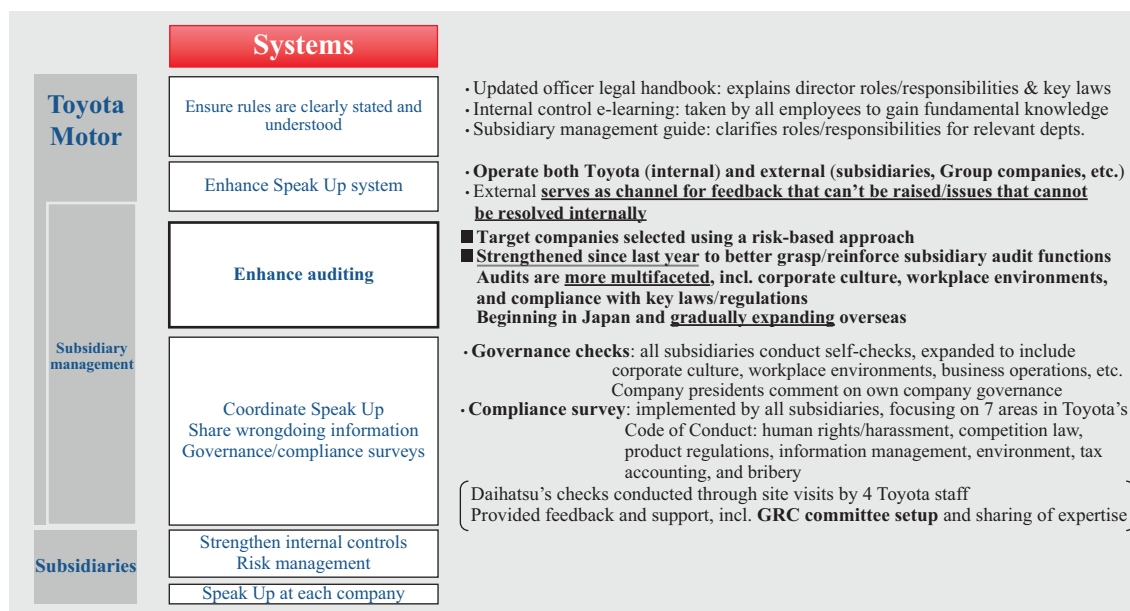 Systems
Toyota
Motor
Ensure rules are clearly stated and
understood
・Updated officer legal handbook: explains director roles/responsibilities & key laws
・Internal control e-learning: taken by all employees to gain fundamental knowledge
・Subsidiary management guide: clarifies roles/responsibilities for relevant depts.
Enhance Speak Up system
・Operate both Toyota (internal) and external (subsidiaries, Group companies, etc.)
・External serves as channel for feedback that can't be raised/issues that cannot
be resolved internally
Subsidiary
management
Enhance auditing
■Target companies selected using a risk-based approach
■Strengthened since last year to better grasp/reinforce subsidiary audit functions
Audits are more multifaceted, incl. corporate culture, workplace environments,
and compliance with key laws/regulations
Beginning in Japan and gradually expanding overseas
Coordinate Speak Up
Share wrongdoing information
Governance/compliance surveys
・Governance checks: all subsidiaries conduct self-checks, expanded to include
corporate culture, workplace environments, business operations, etc.
Company presidents comment on own company governance
・Compliance survey: implemented by all subsidiaries, focusing on 7 areas in Toyota's
Code of Conduct: human rights/harassment, competition law,
product regulations, information management, environment, tax
accounting, and bribery
Daihatsu's checks conducted through site visits by 4 Toyota staff
Provided feedback and support, incl. GRC committee setup and sharing of expertise
Subsidiaries
Strengthen internal controls
Risk management
Speak Up at each company